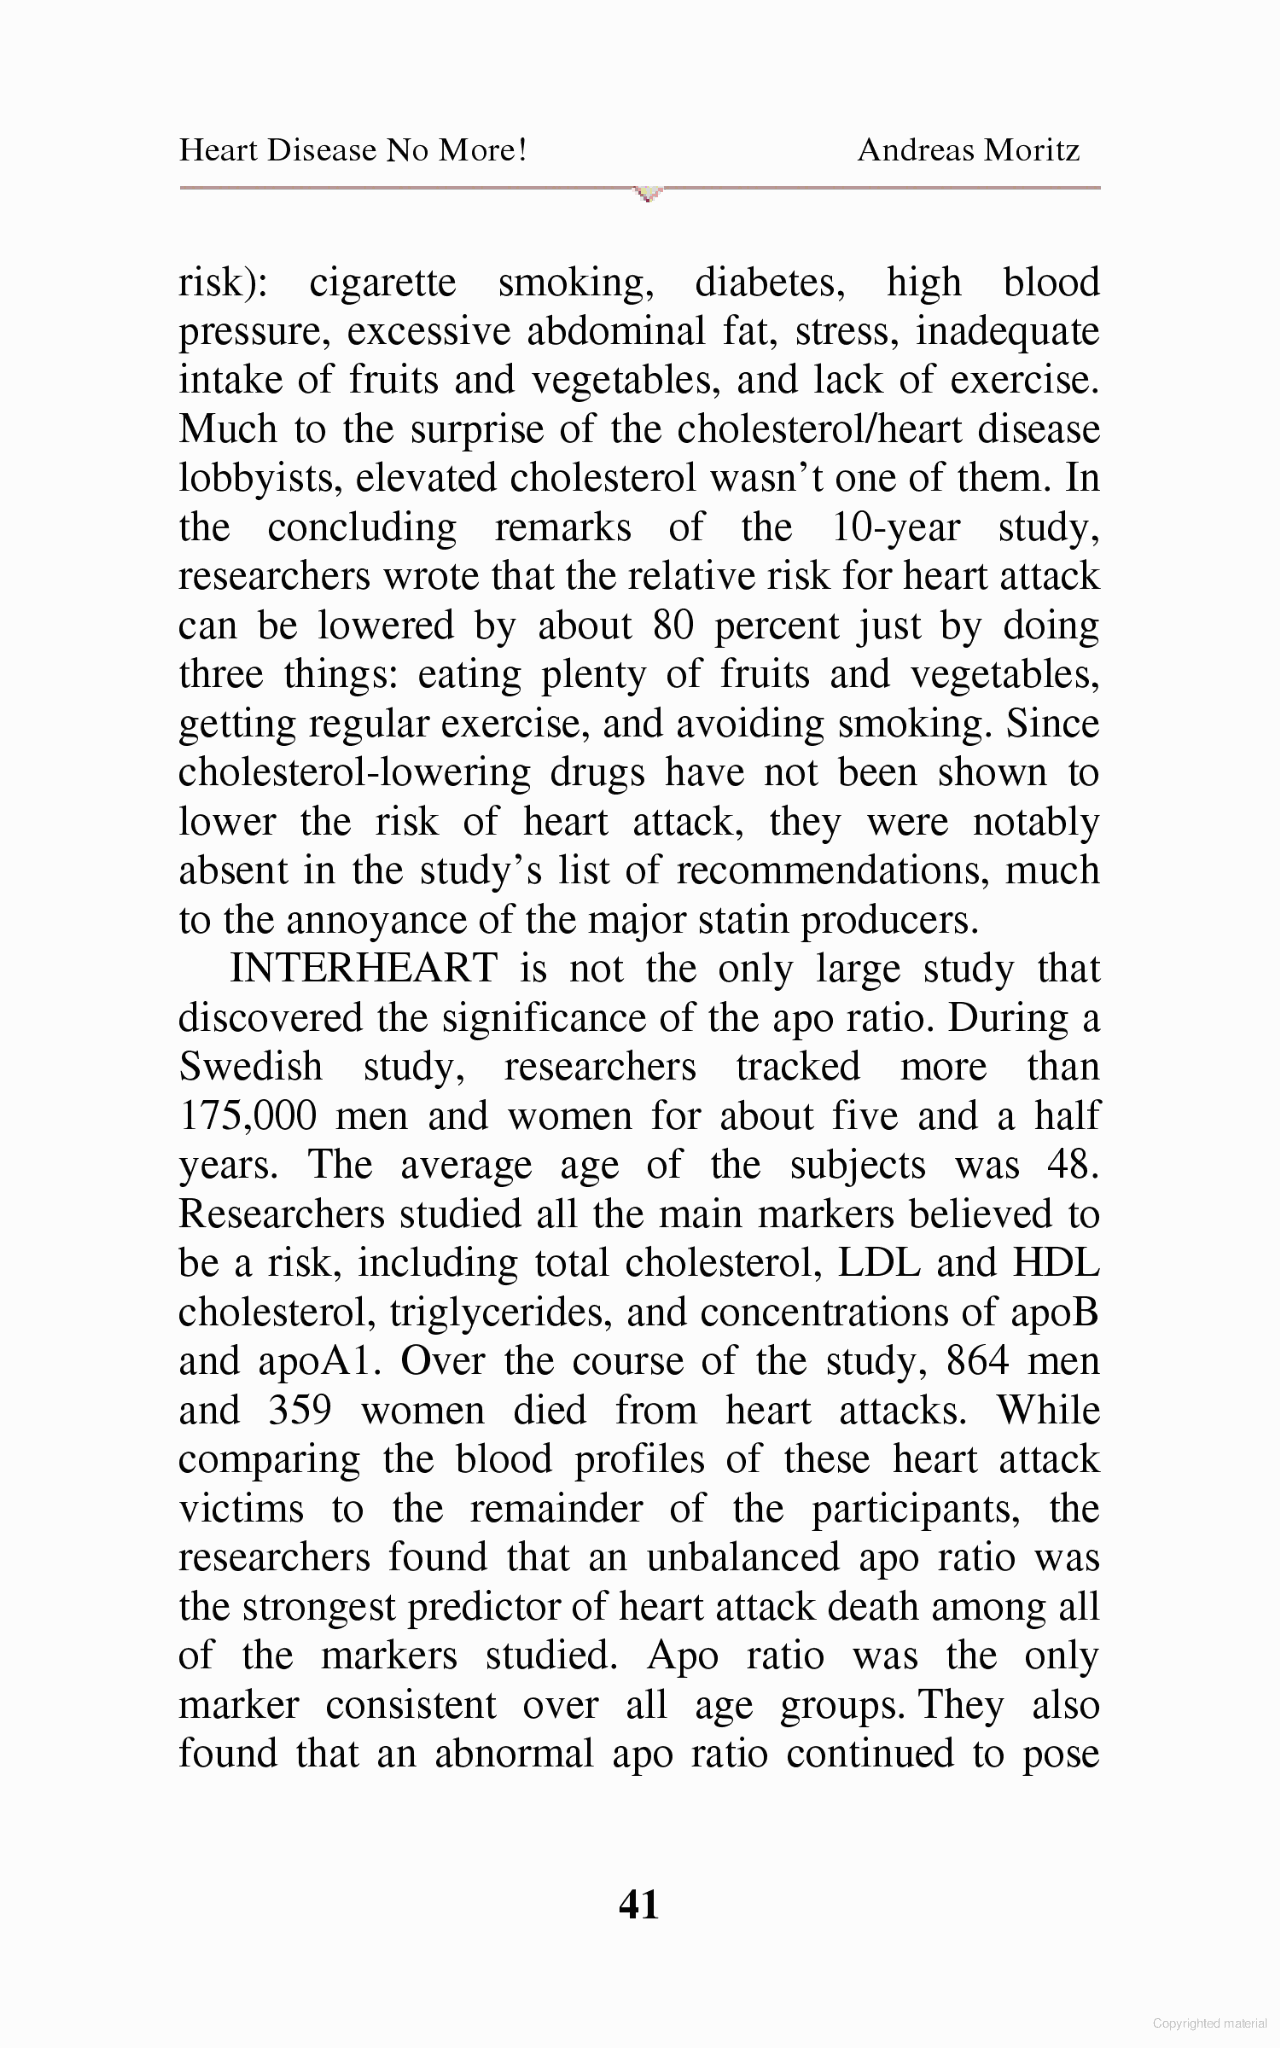 Heart Disease No More! Andreas Moritz
risk): cigarette smoking, diabetes, high blood
pressure, excessive abdominal fat, stress, inadequate
intake of fruits and vegetables, and lack of exercise.
Much to the surprise of the cholesterol/heart disease
lobbyists, elevated cholesterol wasn’t one of them. In
the concluding remarks of the 10-year study,
researchers wrote that the relative risk for heart attack
can be lowered by about 80 percent just by doing
three things: eating plenty of fruits and vegetables,
getting regular exercise, and avoiding smoking. Since
cholesterol-lowering drugs have not been shown to
lower the risk of heart attack, they were notably
absent in the study’s list of recommendations, much
to the annoyance of the major statin producers.
INTERHEART is not the only large study that
discovered the significance of the apo ratio. During a
Swedish study, researchers tracked more than
175,000 men and women for about five and a half
years. The average age of the subjects was 48.
Researchers studied all the main markers believed to
be a risk, including total cholesterol, LDL and HDL
cholesterol, triglycerides, and concentrations of apoB
and apoA1. Over the course of the study, 864 men
and 359 women died from heart attacks. While
comparing the blood profiles of these heart attack
victims to the remainder of the participants, the
researchers found that an unbalanced apo ratio was
the strongest predictor of heart attack death among all
of the markers studied. Apo ratio was the only
marker consistent over all age groups. They also
found that an abnormal apo ratio continued to pose
41
Copyrighted material